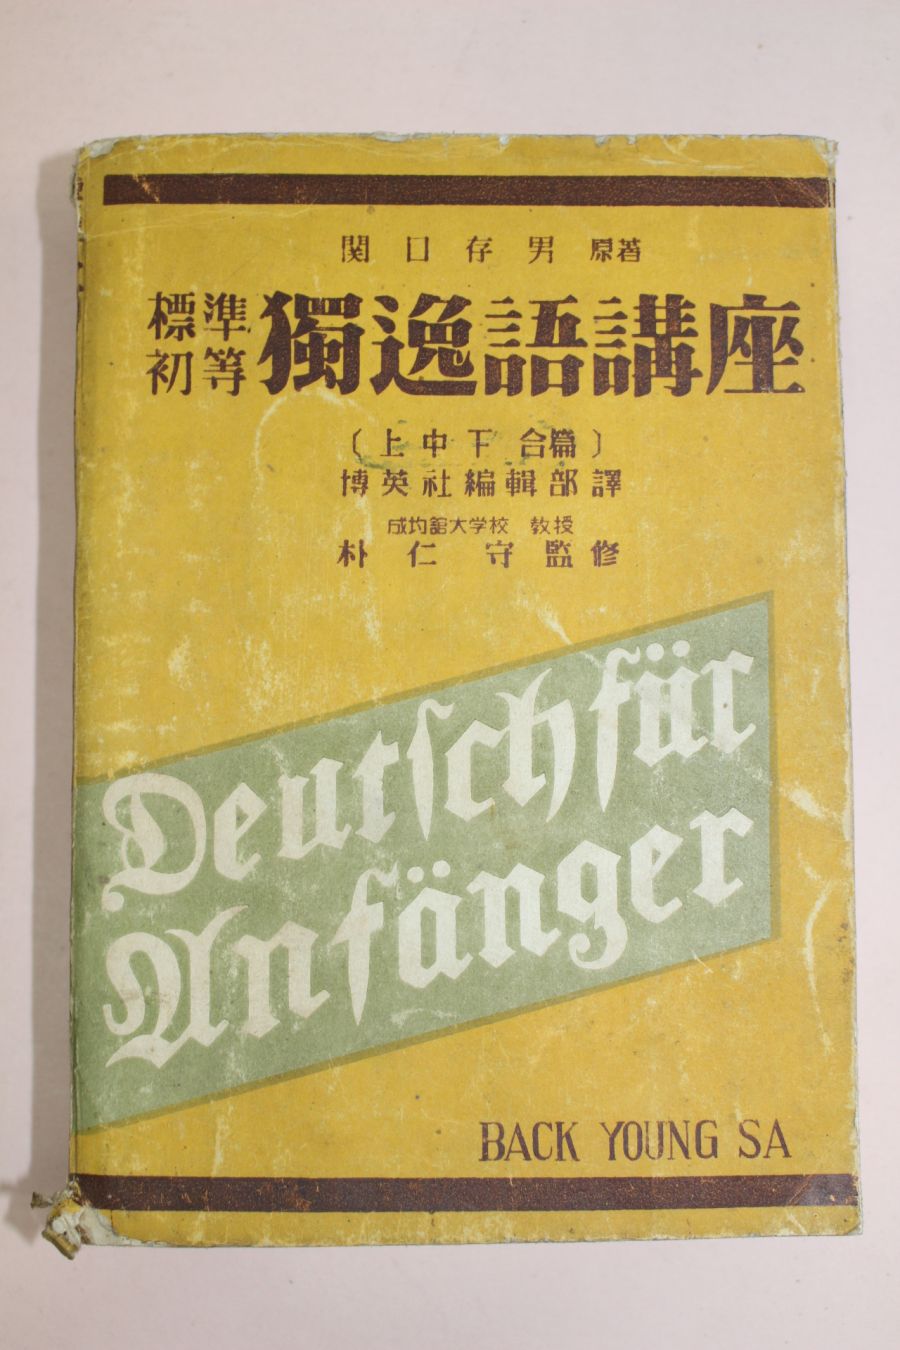 関口存男 原著
標準
初等
獨逸語講座
〔上中下 合篇〕
博英社編輯部譯
成均館大学校 教授
朴仁守監修
Deutsch für
Anfänger
BACK YOUNG SA